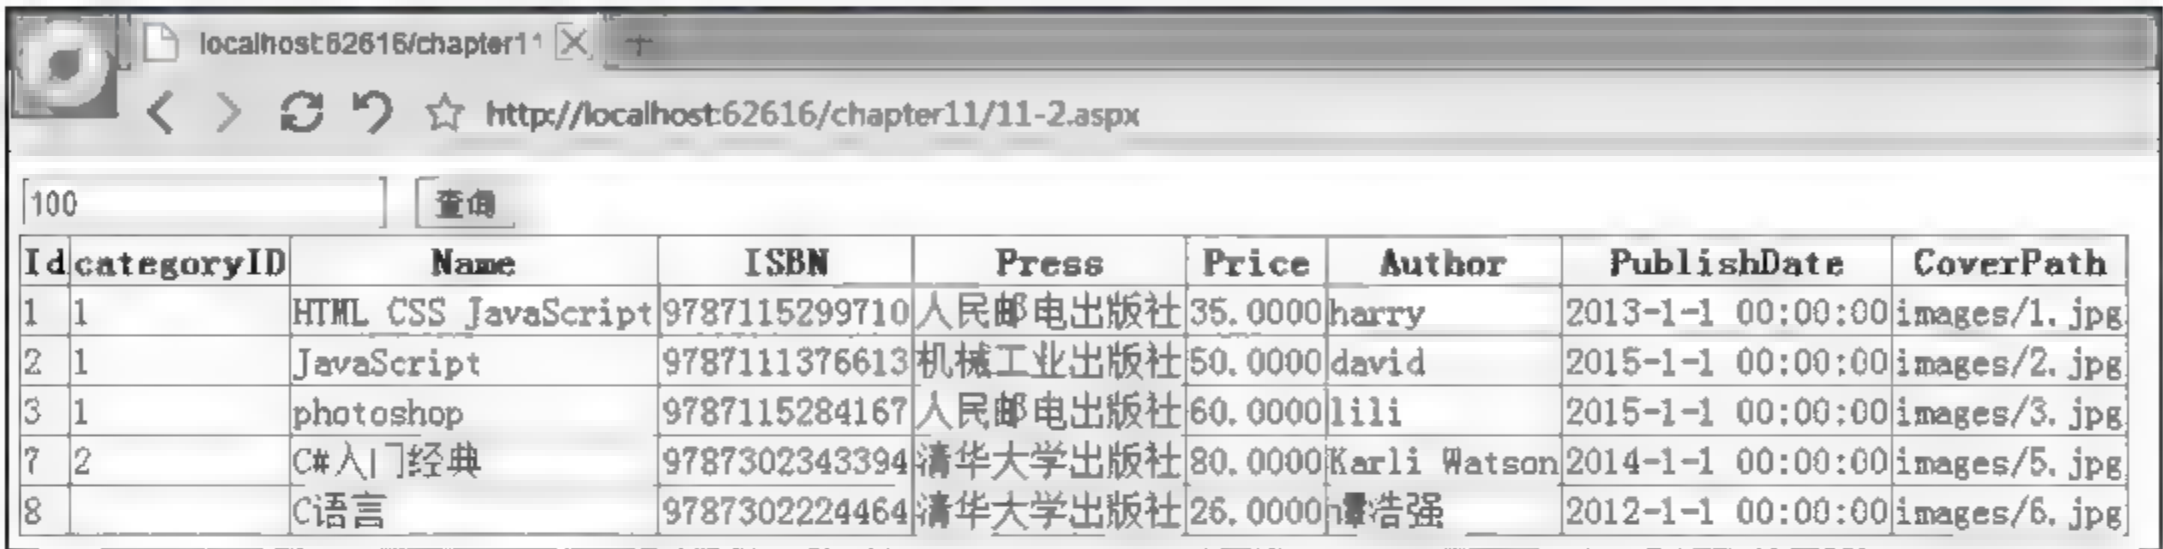 localhost:62616/chapter11
http://localhost:62616/chapter11/11-2.aspx
100 查询
Id categoryID Name ISBN Press Price Author PublishDate CoverPath
1 1 HTML CSS JavaScript 9787115299710 人民邮电出版社 35.0000 harry 2013-1-1 00:00:00 images/1.jpg
2 1 JavaScript 9787111376613 机械工业出版社 50.0000 david 2015-1-1 00:00:00 images/2.jpg
3 1 photoshop 9787115284167 人民邮电出版社 60.0000 lili 2015-1-1 00:00:00 images/3.jpg
7 2 C#入门经典 9787302343394 清华大学出版社 80.0000 Karli Watson 2014-1-1 00:00:00 images/5.jpg
8 C语言 9787302224464 清华大学出版社 26.0000 谭浩强 2012-1-1 00:00:00 images/6.jpg